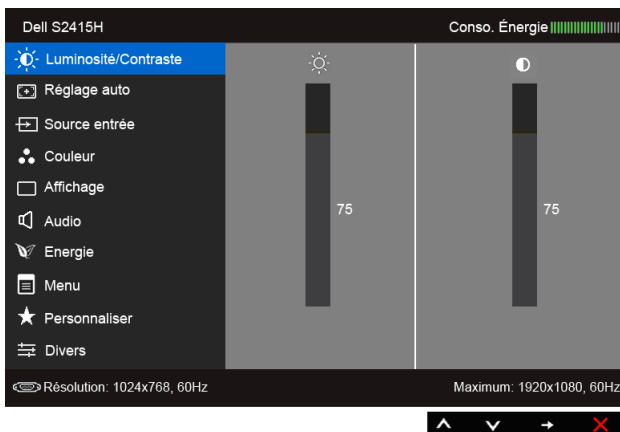 Dell S2415H
Conso. Énergie
Luminosité/Contraste
Réglage auto
Source entrée
Couleur
Affichage
Audio
Energie
Menu
Personnaliser
Divers
75
75
Résolution: 1024x768, 60Hz
Maximum: 1920x1080, 60Hz